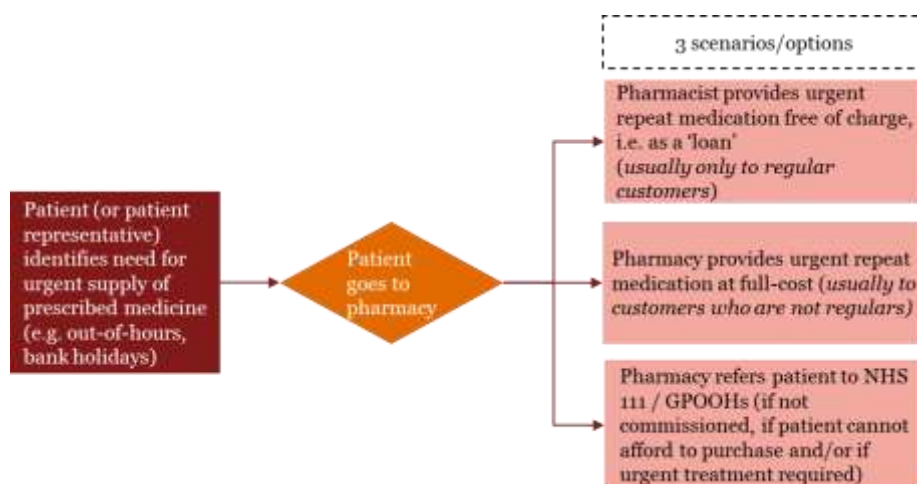 3 scenarios/options
Pharmacist provides urgent
repeat medication free of charge,
i.e. as a ‘loan’
(usually only to regular
customers)
Patient (or patient
representative)
identifies need for
urgent supply of
prescribed medicine
(e.g. out-of-hours,
bank holidays)
Patient
goes to
pharmacy
Pharmacy provides urgent repeat
medication at full-cost (usually to
customers who are not regulars)
Pharmacy refers patient to NHS
111 / GPOOHs (if not
commissioned, if patient cannot
afford to purchase and/or if
urgent treatment required)